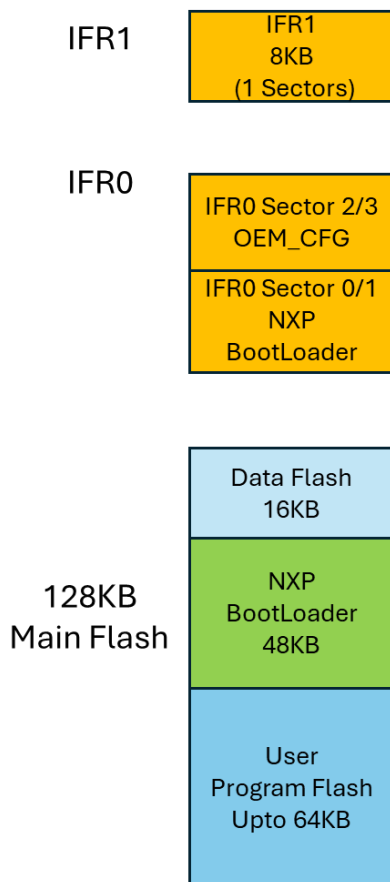 IFR1
IFR1
8KB
(1 Sectors)
IFR0
IFR0 Sector 2/3
OEM_CFG
IFR0 Sector 0/1
NXP
BootLoader
128KB
Main Flash
Data Flash
16KB
NXP
BootLoader
48KB
User
Program Flash
Upto 64KB